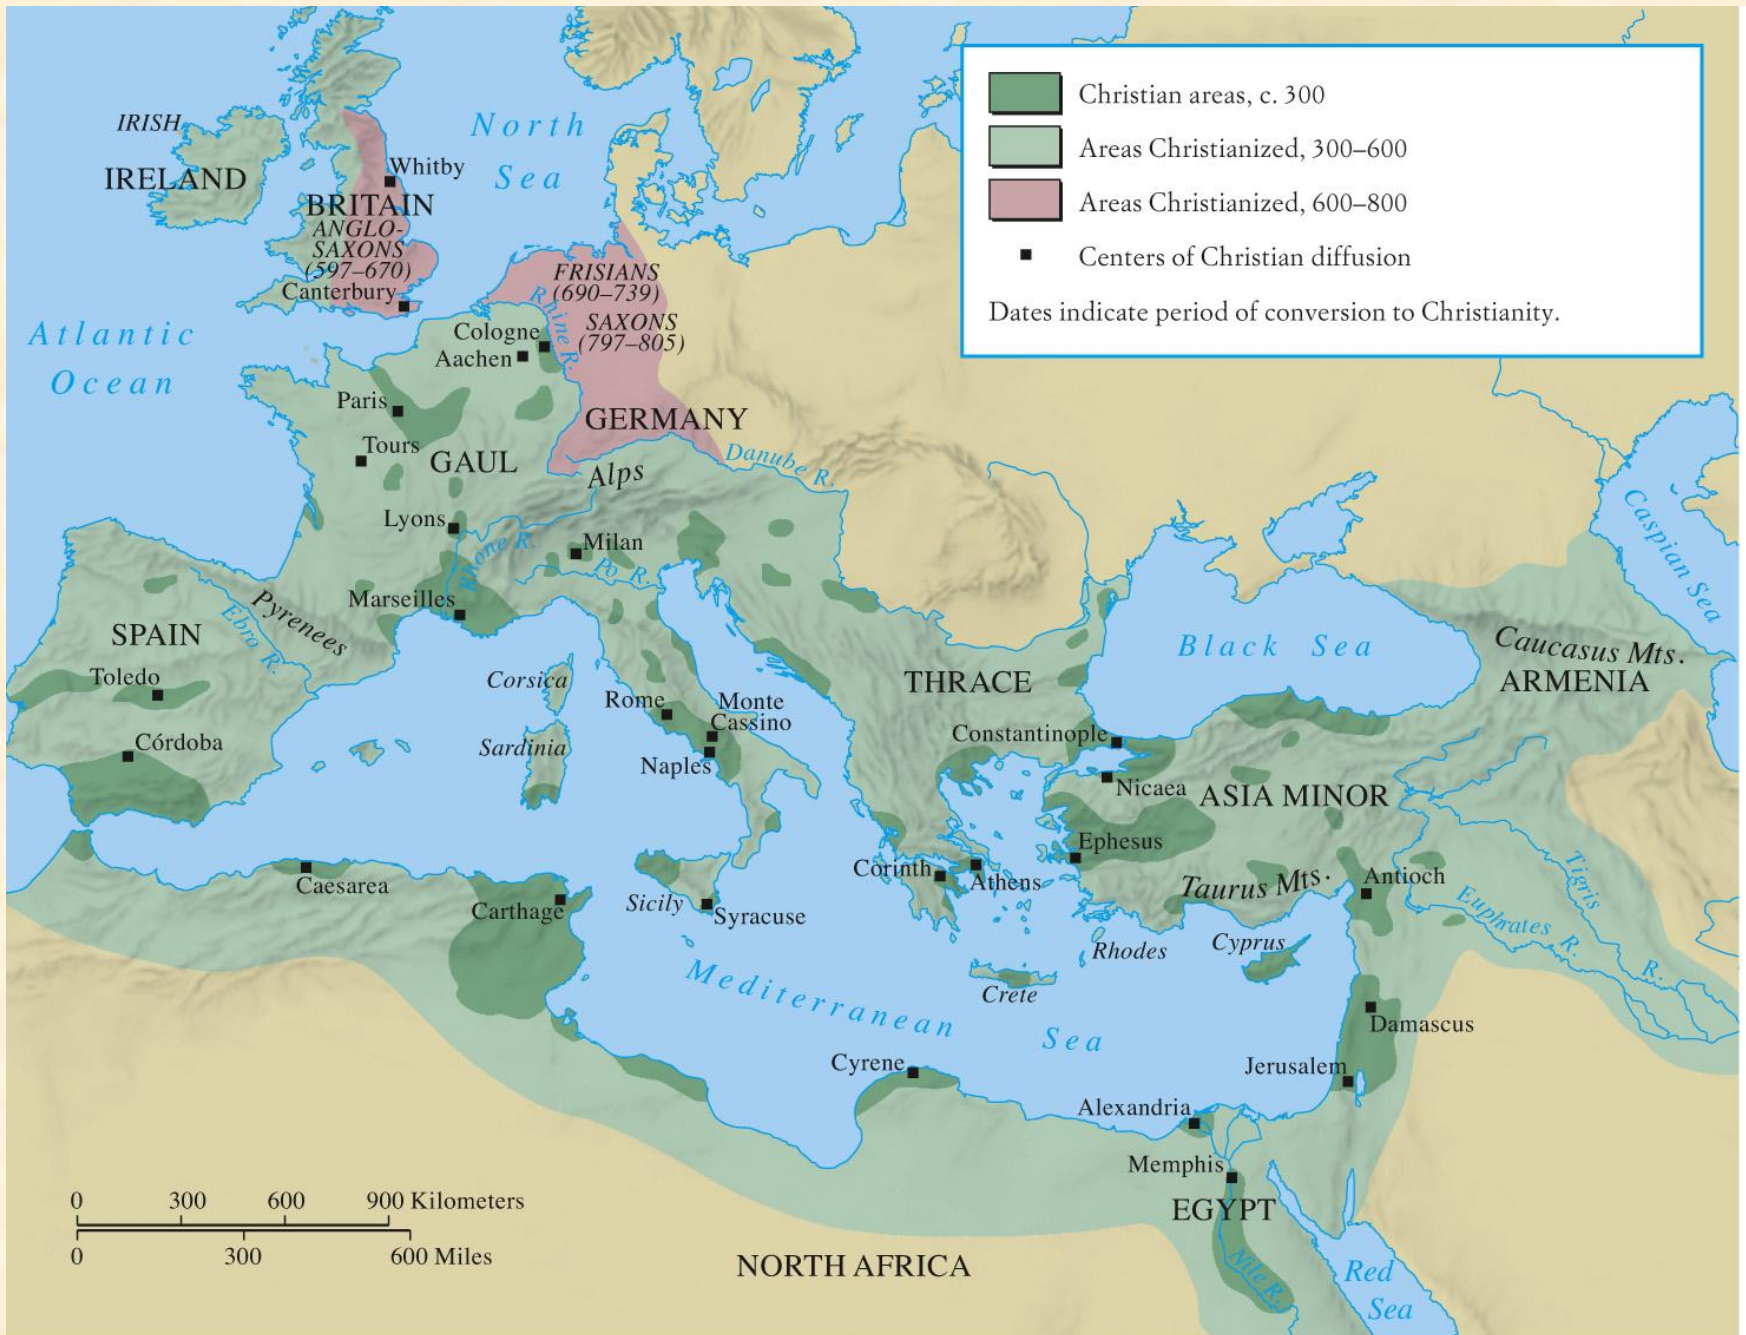 Christian areas, c. 300
Areas Christianized, 300–600
Areas Christianized, 600–800
Centers of Christian diffusion
Dates indicate period of conversion to Christianity.
IRISH
IRELAND
North
Sea
Whitby
BRITAIN
ANGLO-
SAXONS
(597–670)
Canterbury
FRISIANS
(690–739)
Rhine R.
SAXONS
(797–805)
Atlantic
Ocean
Cologne
Aachen
Paris
GERMANY
Tours
GAUL
Alps
Danube R.
Lyons
Rhone R.
Milan
Po R.
Caspian Sea
Marseilles
Pyrenees
Ebro R.
SPAIN
Toledo
Córdoba
Corsica
Sardinia
Rome
Monte
Cassino
Naples
THRACE
Black Sea
Caucasus Mts.
ARMENIA
Constantinople
Nicaea
ASIA MINOR
Ephesus
Corinth
Athens
Taurus Mts.
Antioch
Tigris
R.
Euphrates R.
Caesarea
Carthage
Sicily
Syracuse
Rhodes
Cyprus
Crete
Mediterranean
Sea
Damascus
Cyrene
Jerusalem
Alexandria
Memphis
EGYPT
Nile R.
Red
Sea
NORTH AFRICA
0 300 600 900 Kilometers
0 300 600 Miles